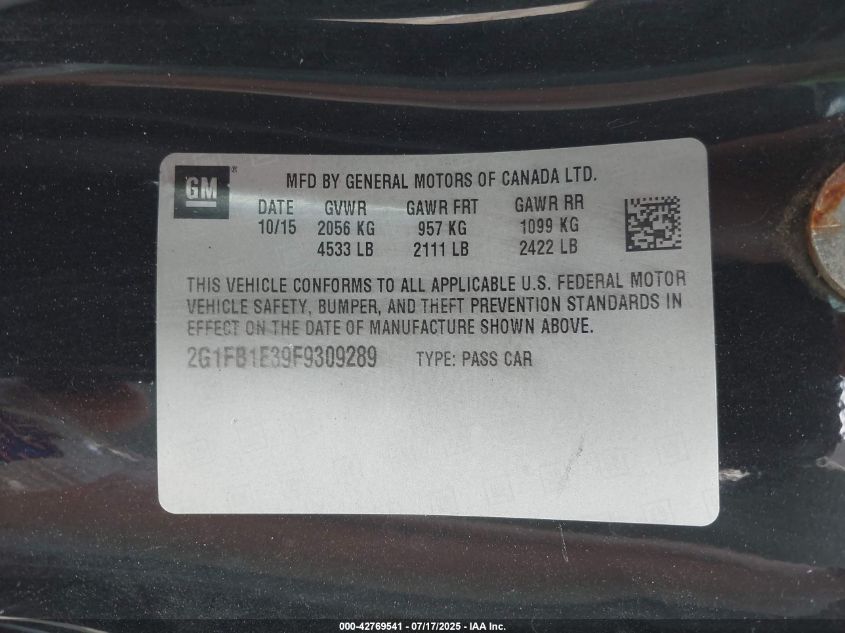 GM ®
MFD BY GENERAL MOTORS OF CANADA LTD.
DATE GVWR GAWR FRT GAWR RR
10/15 2056 KG 957 KG 1099 KG
4533 LB 2111 LB 2422 LB
THIS VEHICLE CONFORMS TO ALL APPLICABLE U.S. FEDERAL MOTOR
VEHICLE SAFETY, BUMPER, AND THEFT PREVENTION STANDARDS IN
EFFECT ON THE DATE OF MANUFACTURE SHOWN ABOVE.
2G1FB1E39F9309289 TYPE: PASS CAR
000-42769541 / 07/17/2025 - IAA Inc.